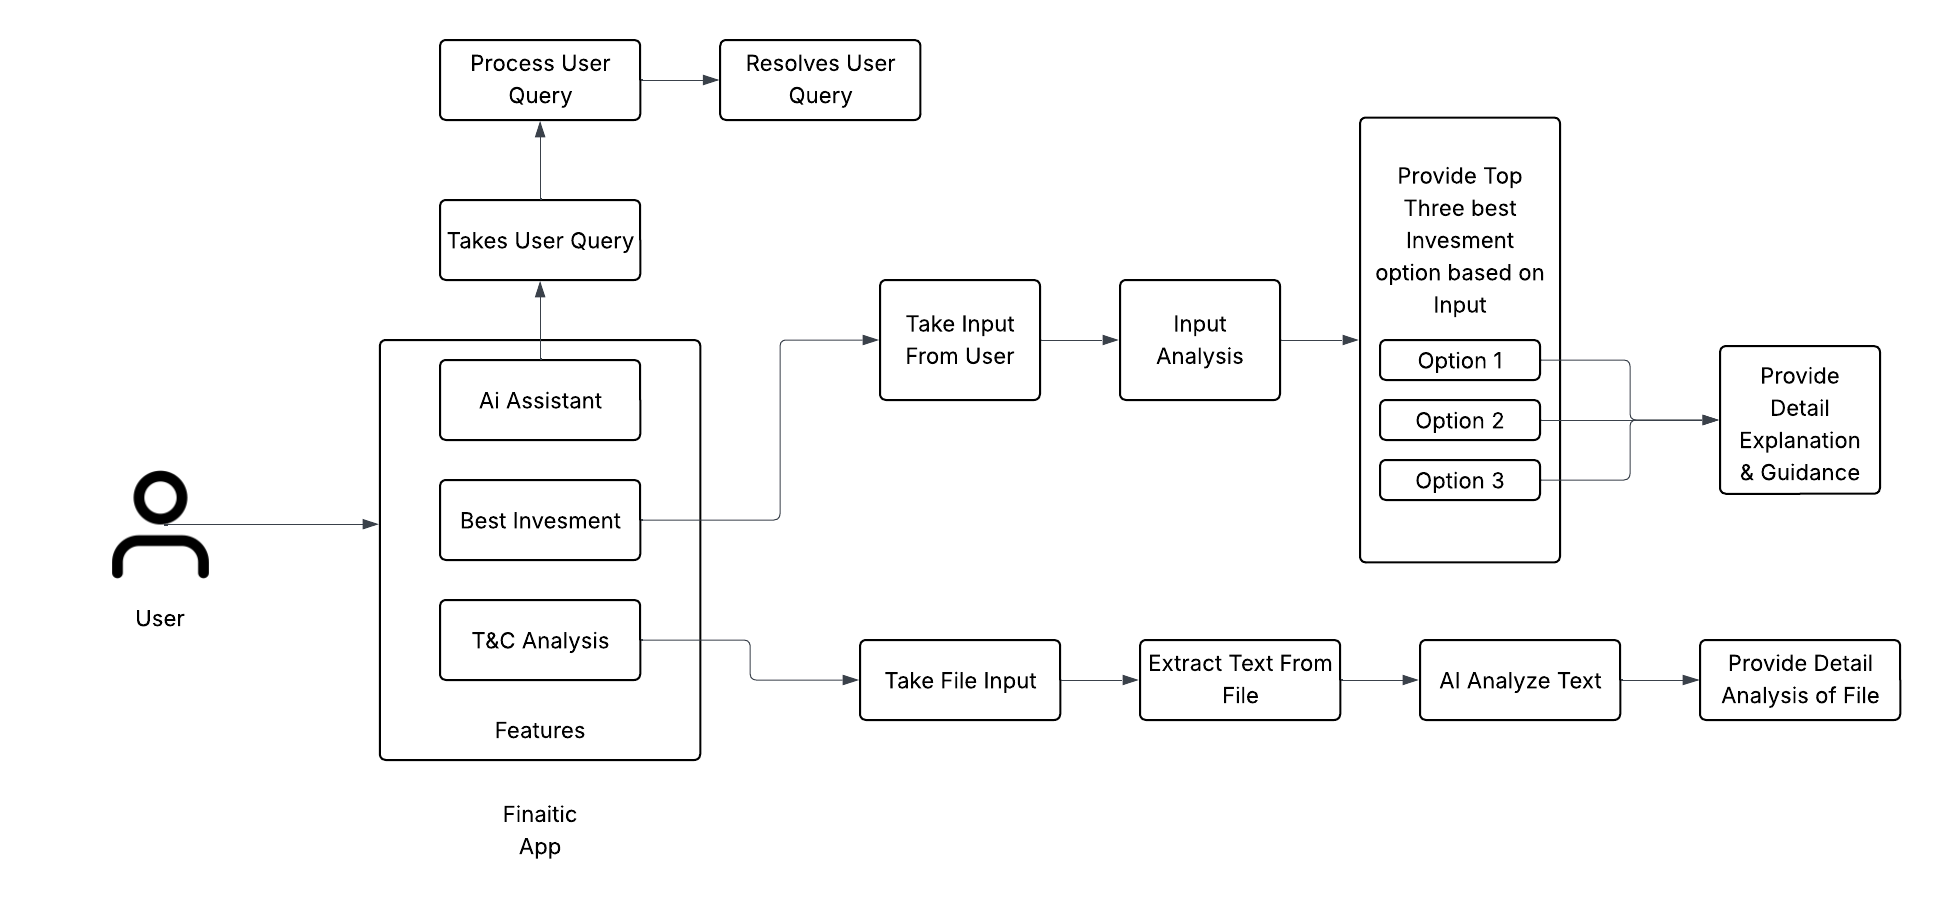 Process User
Query
Resolves User
Query
Takes User Query
Ai Assistant
Best Invesment
T&C Analysis
Features
Finaitic
App
User
Take Input
From User
Input
Analysis
Provide Top
Three best
Invesment
option based on
Input
Option 1
Option 2
Option 3
Provide
Detail
Explanation
& Guidance
Take File Input
Extract Text From
File
AI Analyze Text
Provide Detail
Analysis of File